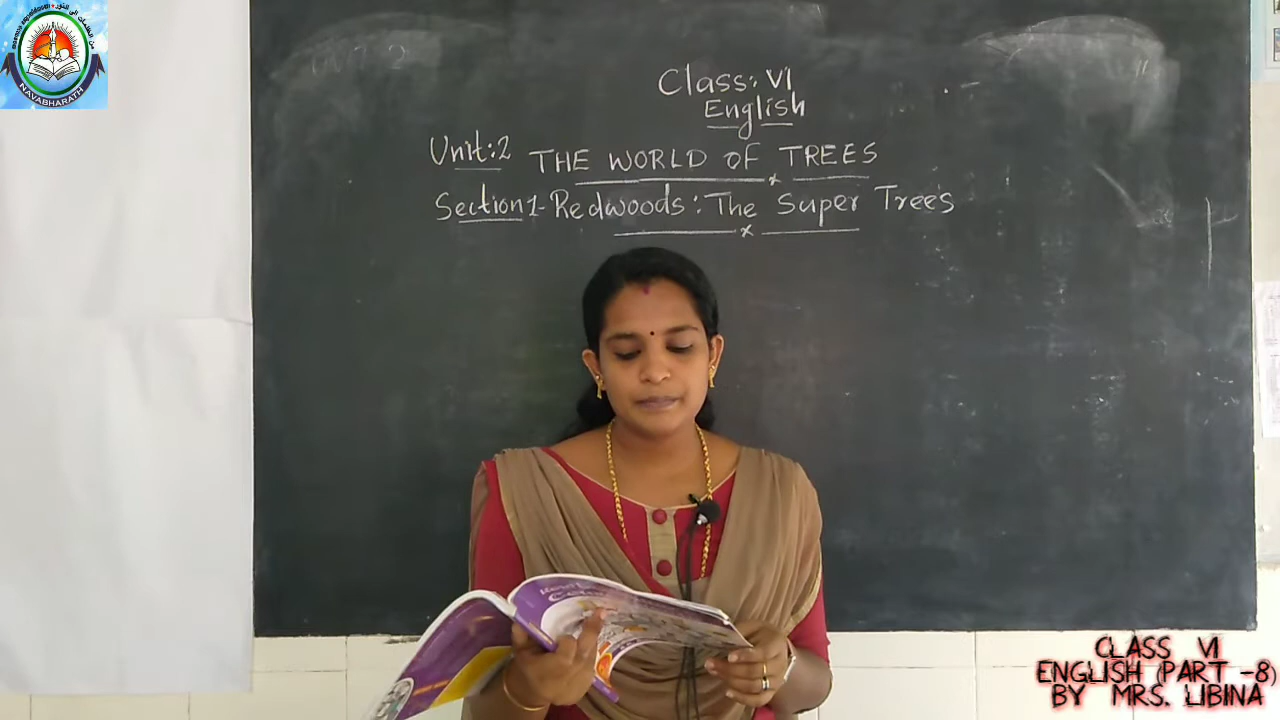 NAVABHARATH
Class: VI
English
Unit:2 THE WORLD OF TREES
Section1-Redwoods: The Super Trees
CLASS VI
ENGLISH (PART -8)
BY MRS. LIBINA